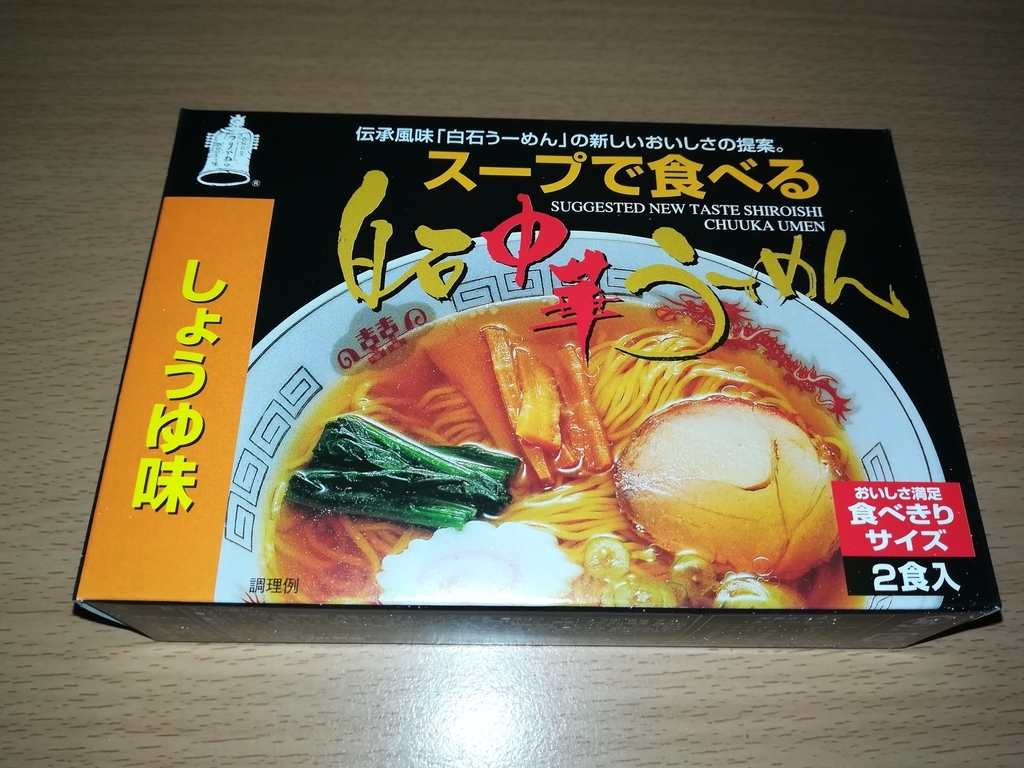 伝承風味「白石うーめん」の新しいおいしさの提案。
スープで食べる
SUGGESTED NEW TASTE SHIROISHI
CHUUKA UMEN
白石中華うーめん
®
しょうゆ味
囍
おいしさ満足
食べきり
サイズ
2食入
調理例